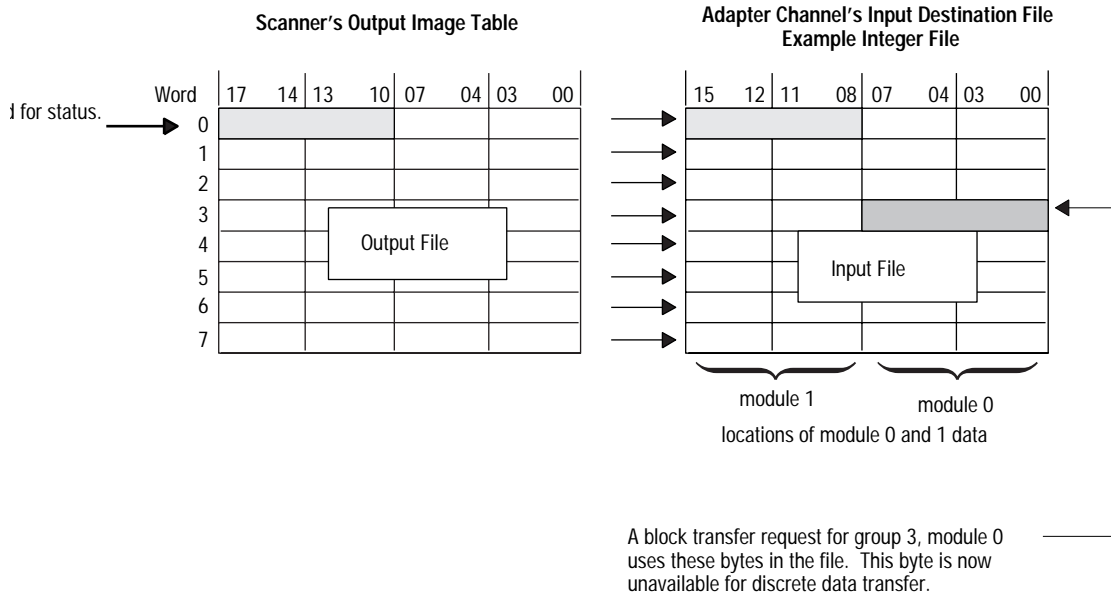 Scanner's Output Image Table
Adapter Channel's Input Destination File
Example Integer File
Word 17 14 13 10 07 04 03 00
15 12 11 08 07 04 03 00
d for status.
0
1
2
3
4
5
6
7
Output File
Input File
module 1
module 0
locations of module 0 and 1 data
A block transfer request for group 3, module 0
uses these bytes in the file. This byte is now
unavailable for discrete data transfer.